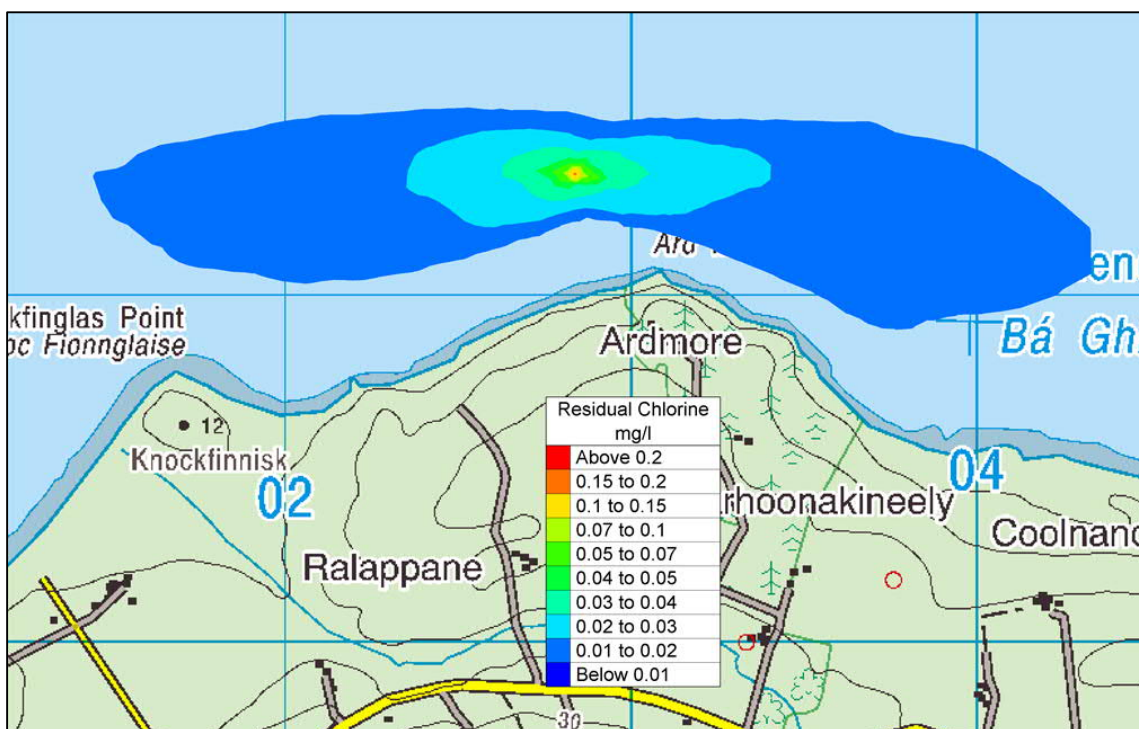 Ard
en
Bá Gh
kfinglas Point
oc Fionnglaise
Ardmore
12
Knockfinnisk
02
04
rhoonakineely
Coolnanc
Ralappane
30
Residual Chlorine
mg/l
Above 0.2
0.15 to 0.2
0.1 to 0.15
0.07 to 0.1
0.05 to 0.07
0.04 to 0.05
0.03 to 0.04
0.02 to 0.03
0.01 to 0.02
Below 0.01